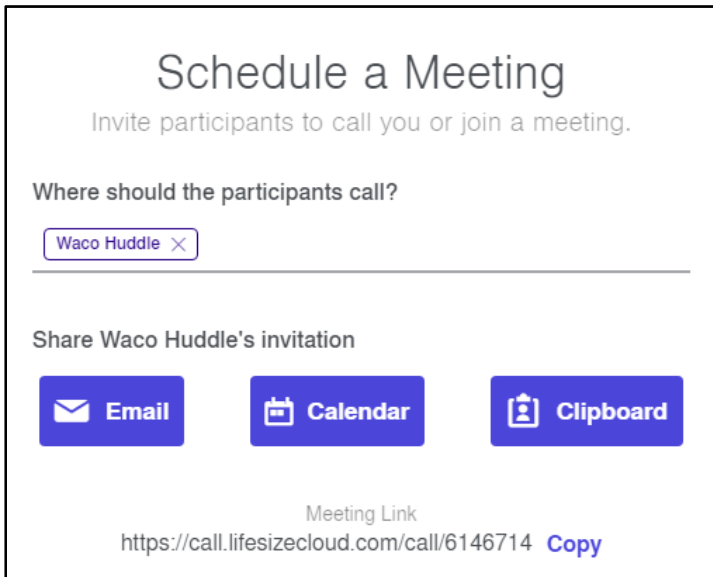 Schedule a Meeting
Invite participants to call you or join a meeting.
Where should the participants call?
Waco Huddle
Share Waco Huddle's invitation
Email Calendar Clipboard
Meeting Link
https://call.lifesizecloud.com/call/6146714 Copy